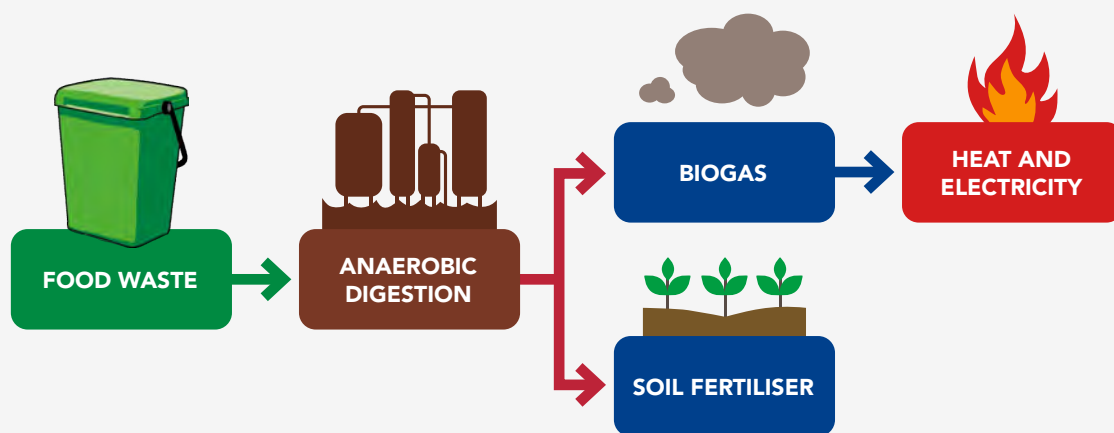 FOOD WASTE
ANAEROBIC
DIGESTION
BIOGAS
HEAT AND
ELECTRICITY
SOIL FERTILISER